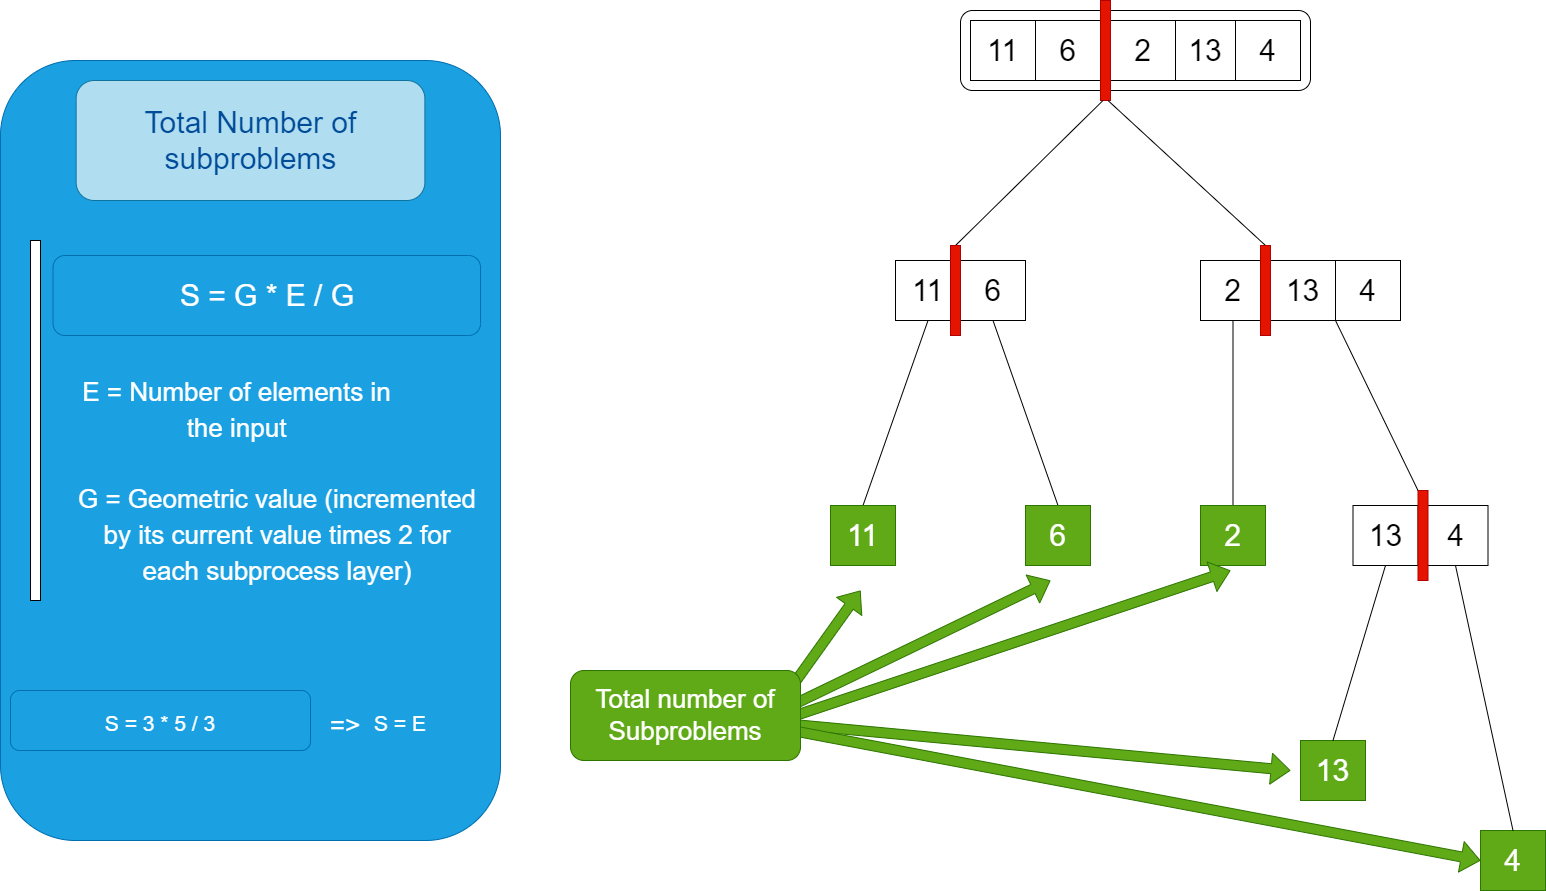 Total Number of
subproblems
S = G * E / G
E = Number of elements in
the input
G = Geometric value (incremented
by its current value times 2 for
each subprocess layer)
S = 3 * 5 / 3
=> S = E
11 6 2 13 4
11 6
2 13 4
11
6
2
13 4
Total number of
Subproblems
13
4